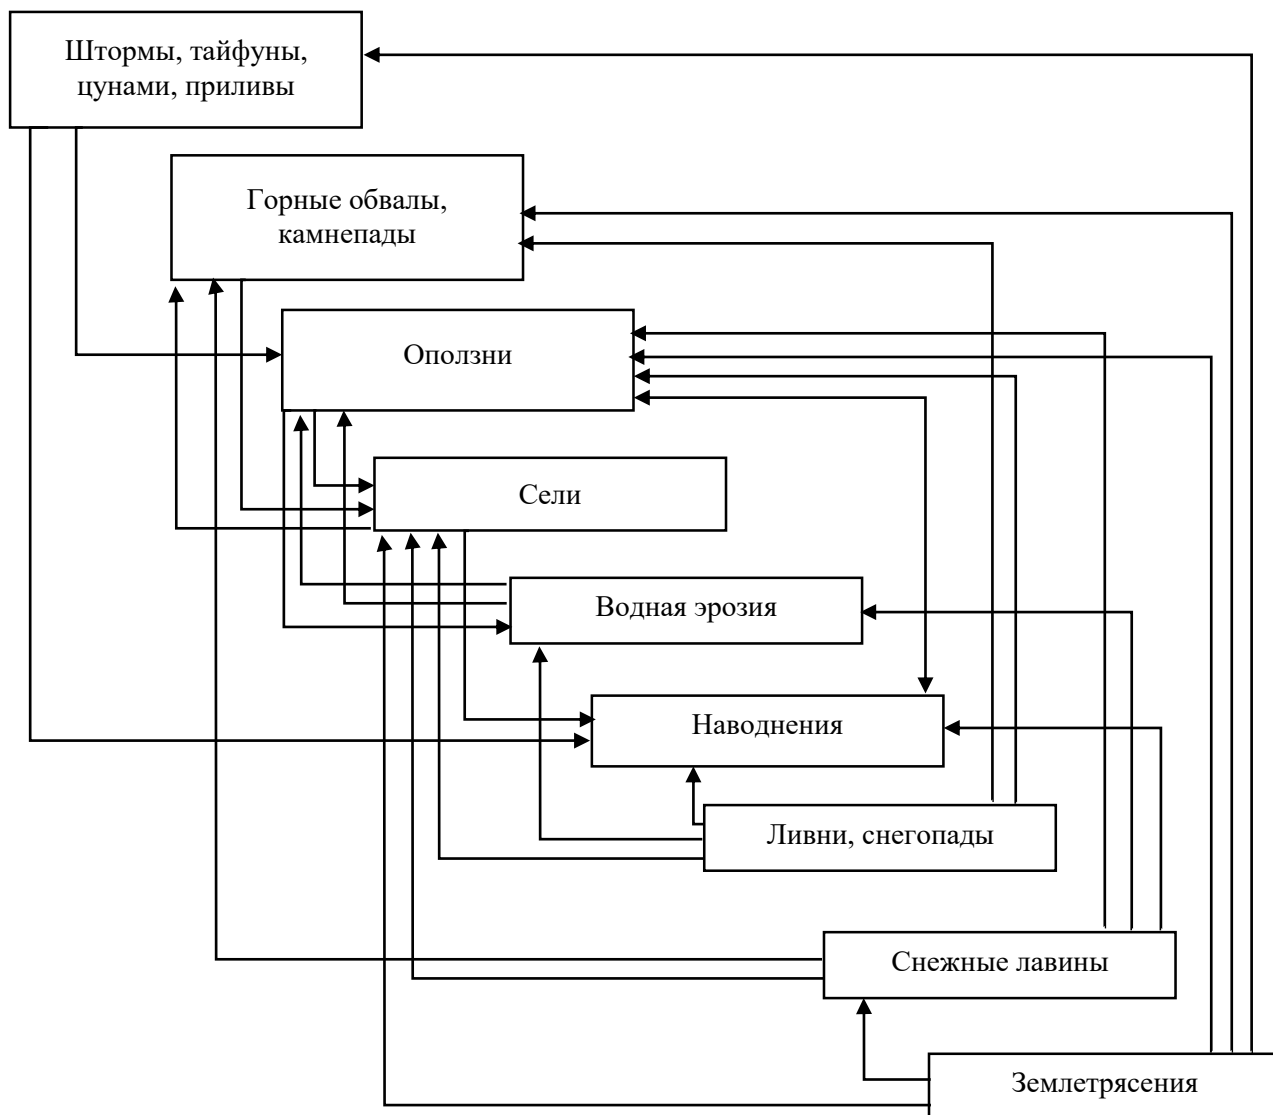 Штормы, тайфуны,
цунами, приливы
Горные обвалы,
камнепады
Оползни
Сели
Водная эрозия
Наводнения
Ливни, снегопады
Снежные лавины
Землетрясения